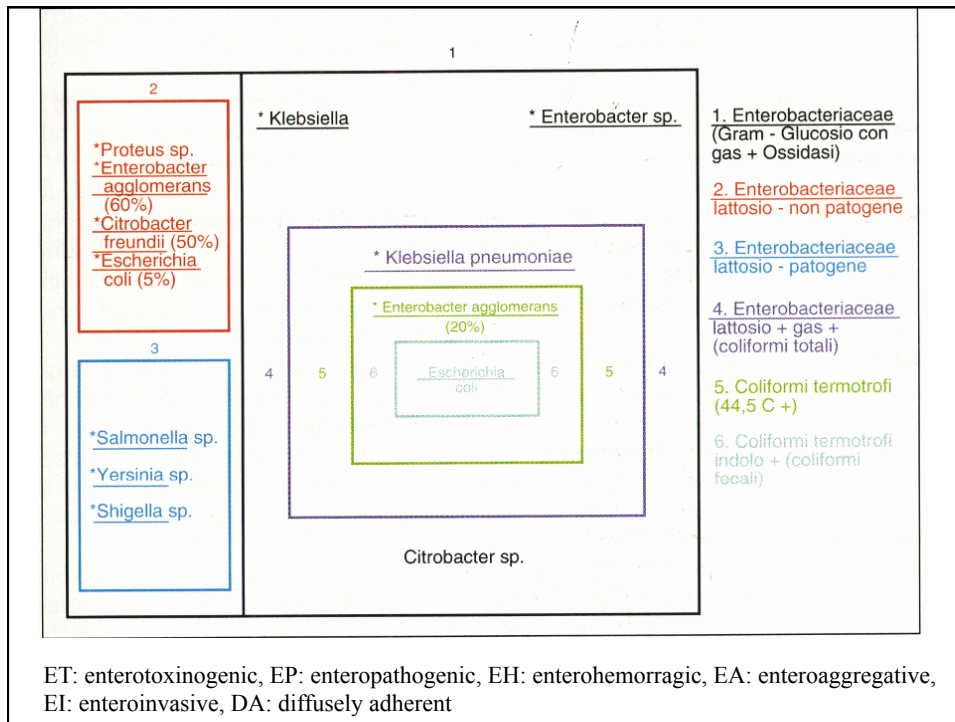 1
2
*Proteus sp.
*Enterobacter
agglomerans
(60%)
*Citrobacter
freundii (50%)
*Escherichia
coli (5%)
3
*Salmonella sp.
*Yersinia sp.
*Shigella sp.
* Klebsiella
* Enterobacter sp.
* Klebsiella pneumoniae
* Enterobacter agglomerans
(20%)
4 5 6 Escherichia 6 5 4
coli
Citrobacter sp.
1. Enterobacteriaceae
(Gram - Glucosio con
gas + Ossidasi)
2. Enterobacteriaceae
lattosio - non patogene
3. Enterobacteriaceae
lattosio - patogene
4. Enterobacteriaceae
lattosio + gas +
(coliformi totali)
5. Coliformi termotrofi
(44,5 C +)
6. Coliformi termotrofi
indolo + (coliformi
fecali)
ET: enterotoxinogenic, EP: enteropathogenic, EH: enterohemorragic, EA: enteroaggregative,
EI: enteroinvasive, DA: diffusely adherent